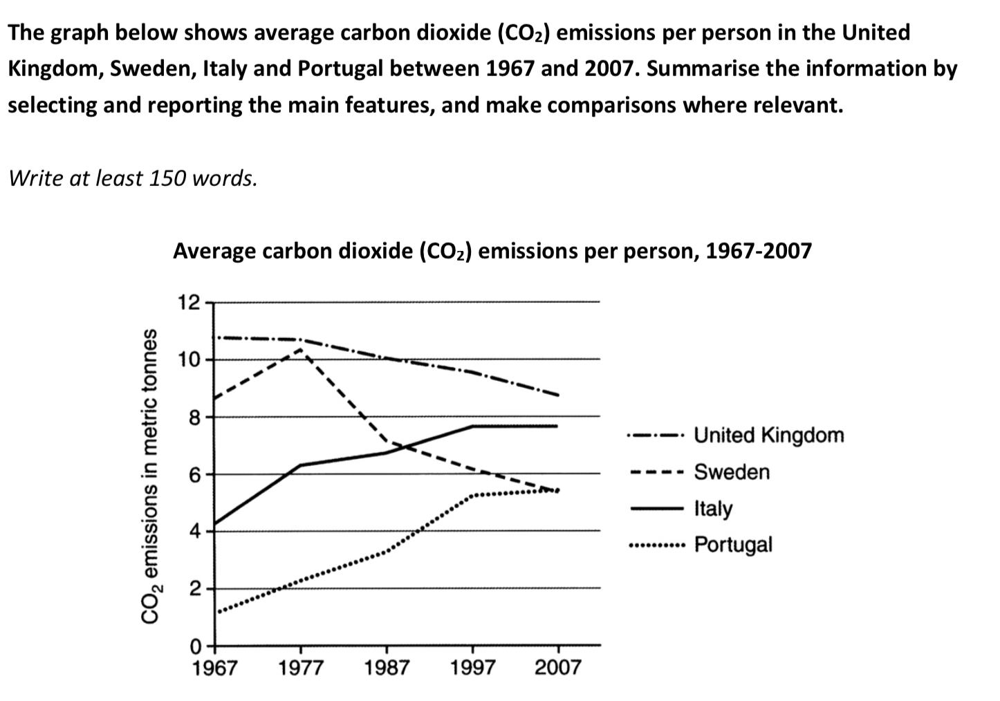 The graph below shows average carbon dioxide (CO₂) emissions per person in the United
Kingdom, Sweden, Italy and Portugal between 1967 and 2007. Summarise the information by
selecting and reporting the main features, and make comparisons where relevant.
Write at least 150 words.
Average carbon dioxide (CO₂) emissions per person, 1967-2007
CO₂ emissions in metric tonnes
12
10
8
6
4
2
0
1967 1977 1987 1997 2007
United Kingdom
Sweden
Italy
Portugal